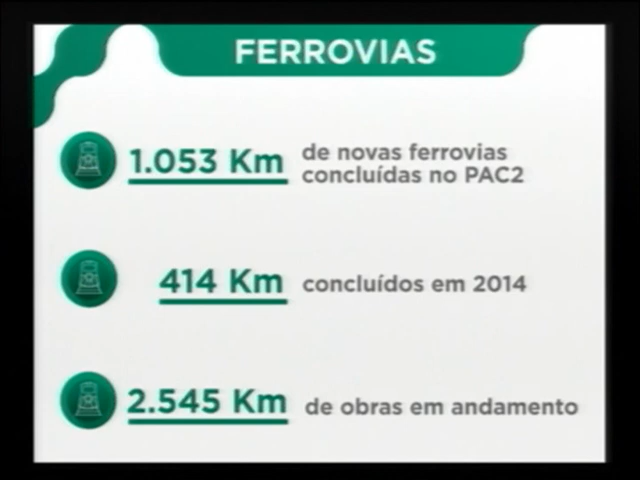 FERROVIAS
1.053 Km
de novas ferrovias
concluídas no PAC2
414 Km
concluídos em 2014
2.545 Km
de obras em andamento